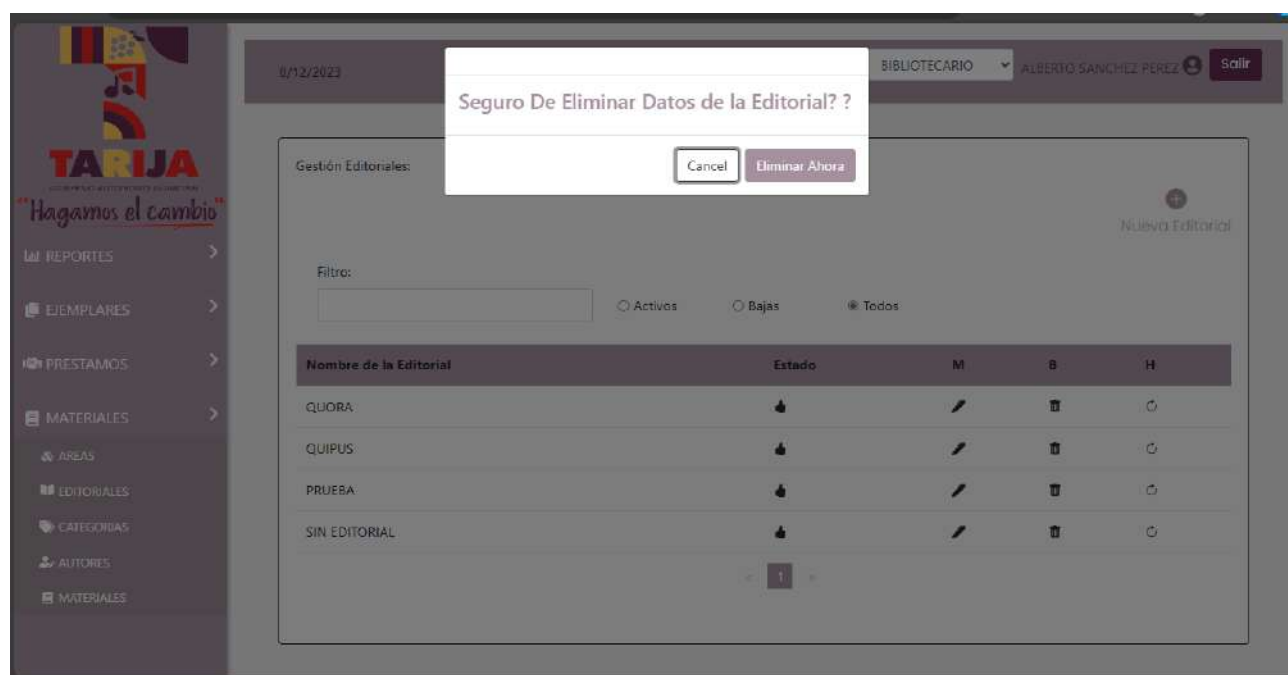 TARIJA
"Hagamos el cambio"
REPORTES
EJEMPLARES
PRESTAMOS
MATERIALES
AREAS
EDITORIALES
CATEGORIAS
AUTORES
MATERIALES
/12/2023
BIBLIOTECARIO
ALBERTO SANCHEZ PEREZ
Salir
Seguro De Eliminar Datos de la Editorial? ?
Cancel
Eliminar Ahora
Gestión Editoriales:
Nueva Editorial
Filtro:
Activos Bajas Todos
Nombre de la Editorial Estado M B H
QUORA
QUIPUS
PRUEBA
SIN EDITORIAL
« 1 »